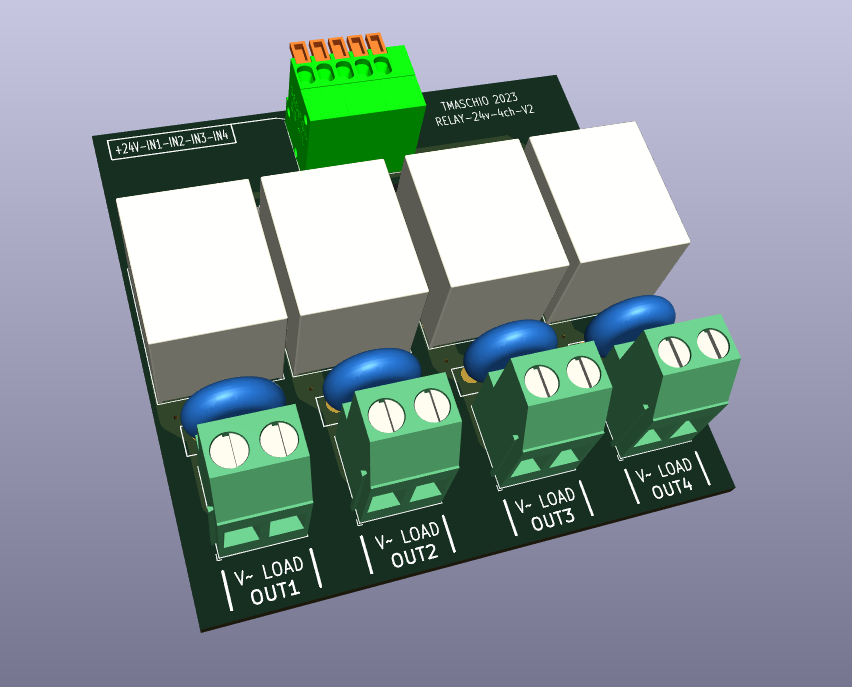 +24V-IN1-IN2-IN3-IN4
TMASCHIO 2023
RELAY-24v-4ch-V2
V~ LOAD
OUT1
V~ LOAD
OUT2
V~ LOAD
OUT3
V~ LOAD
OUT4